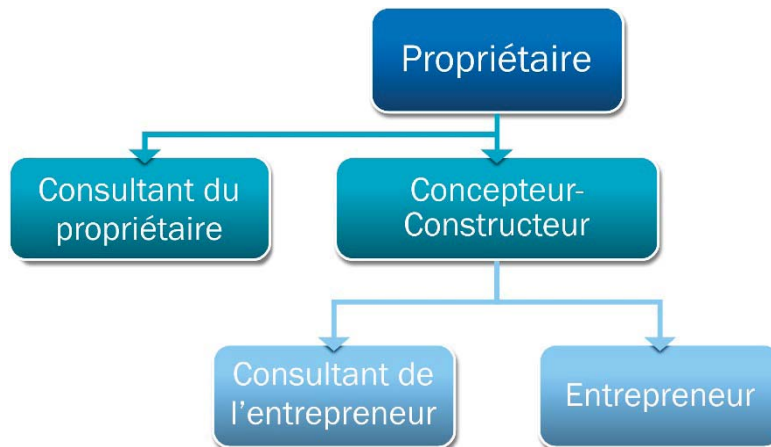 Propriétaire
Consultant du
propriétaire
Concepteur-
Constructeur
Consultant de
l’entrepreneur
Entrepreneur